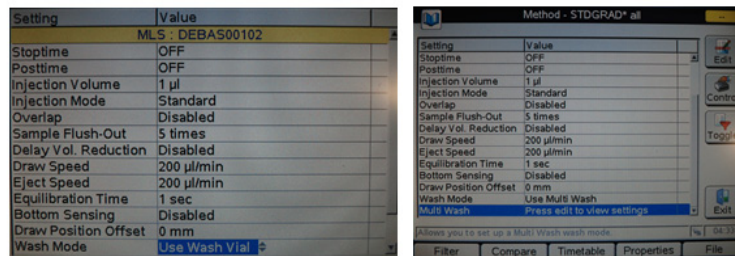 Setting Value
MLS : DEBAS00102
Stoptime OFF
Posttime OFF
Injection Volume 1 µl
Injection Mode Standard
Overlap Disabled
Sample Flush-Out 5 times
Delay Vol. Reduction Disabled
Draw Speed 200 µl/min
Eject Speed 200 µl/min
Equilibration Time 1 sec
Bottom Sensing Disabled
Draw Position Offset 0 mm
Wash Mode Use Wash Vial
Method - STDGRAD* all
Setting Value
Stoptime OFF
Posttime OFF
Injection Volume 1 µl
Injection Mode Standard
Overlap Disabled
Sample Flush-Out 5 times
Delay Vol. Reduction Disabled
Draw Speed 200 µl/min
Eject Speed 200 µl/min
Equilibration Time 1 sec
Bottom Sensing Disabled
Draw Position Offset 0 mm
Wash Mode Use Multi Wash
Multi Wash Press edit to view settings
Edit
Control
Toggle
Exit
Allows you to set up a Multi Wash wash mode.
Filter Compare Timetable Properties File